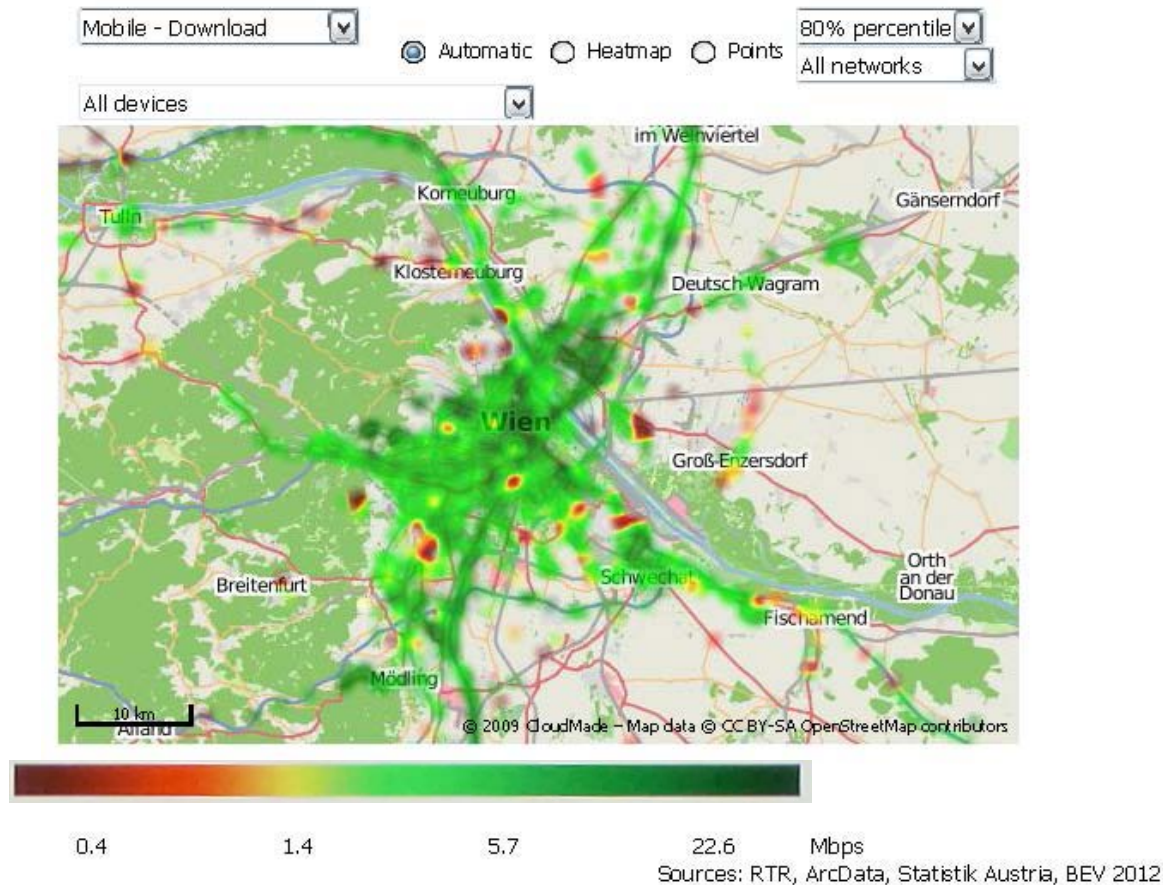 Mobile - Download
Automatic
Heatmap
Points
80% percentile
All networks
All devices
im Weinviertel
Korneuburg
Gänserndorf
Tulln
Klosterneuburg
Deutsch-Wagram
Wien
Groß-Enzersdorf
Orth
an der
Donau
Breitenfurt
Schwechat
Fischamend
Mödling
10 km
Alland
© 2009 CloudMade – Map data © CC BY-SA OpenStreetMap contributors
0.4 1.4 5.7 22.6 Mbps
Sources: RTR, ArcData, Statistik Austria, BEV 2012